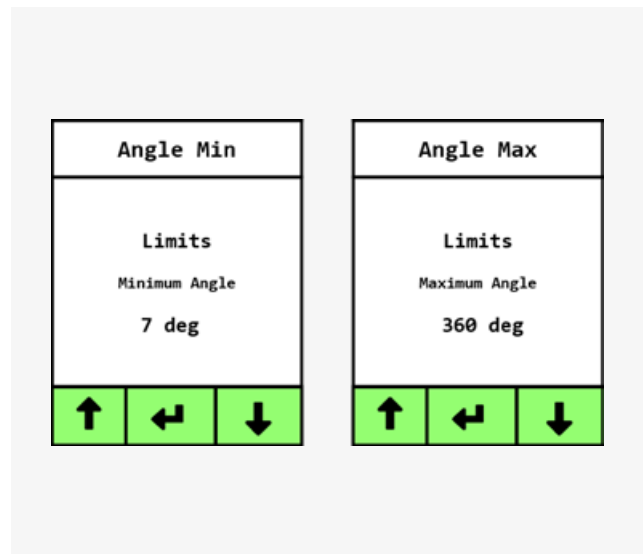 Angle Min
Limits
Minimum Angle
7 deg
Angle Max
Limits
Maximum Angle
360 deg